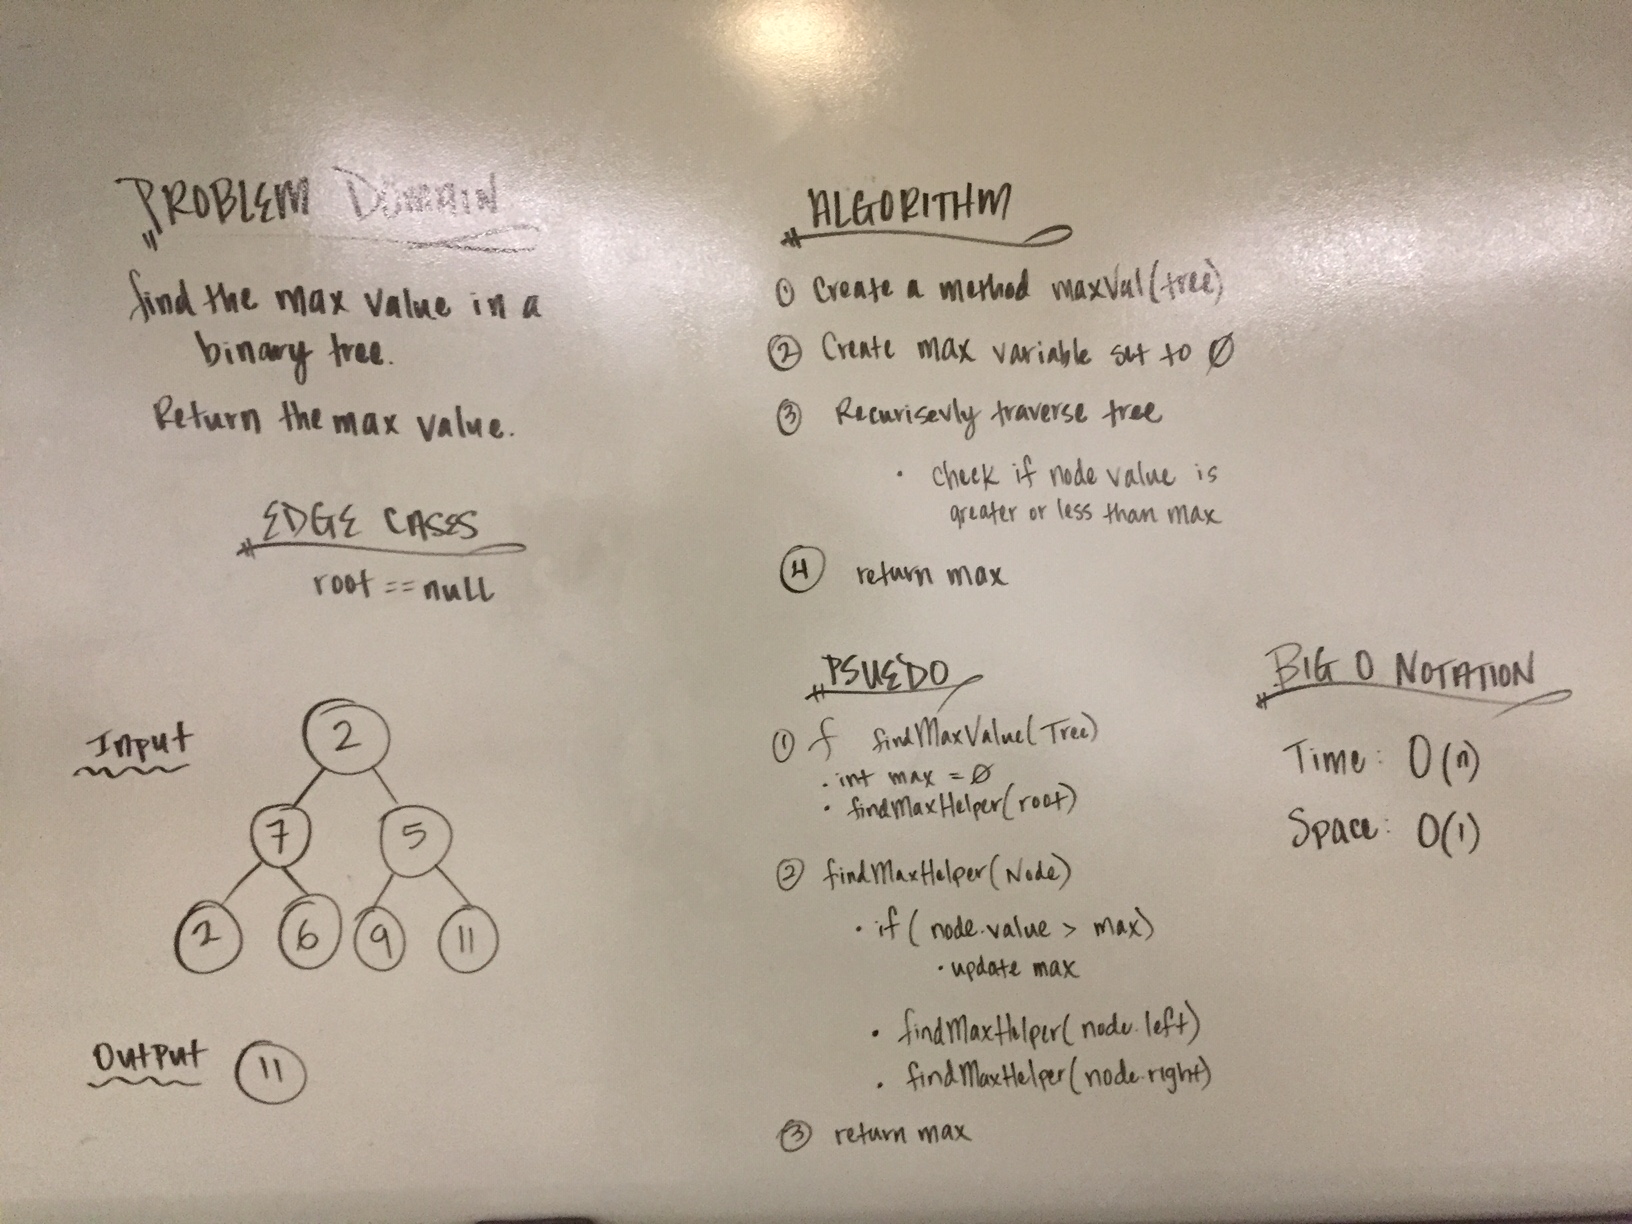 PROBLEM DOMAIN
find the max value in a
binary tree.
Return the max value.
EDGE CASES
root == null
Input
2
7 5
2 6 9 11
Output 11
ALGORITHM
① Create a method maxVal(tree)
② Create max variable set to Ø
③ Recurisevly traverse tree
· check if node value is
greater or less than max
④ return max
PSUEDO
① f findMaxValue(Tree)
· int max = Ø
· findMaxHelper(root)
② findMaxHelper(Node)
· if (node.value > max)
· update max
· findMaxHelper(node.left)
· findMaxHelper(node.right)
③ return max
BIG O NOTATION
Time: O(n)
Space: O(1)